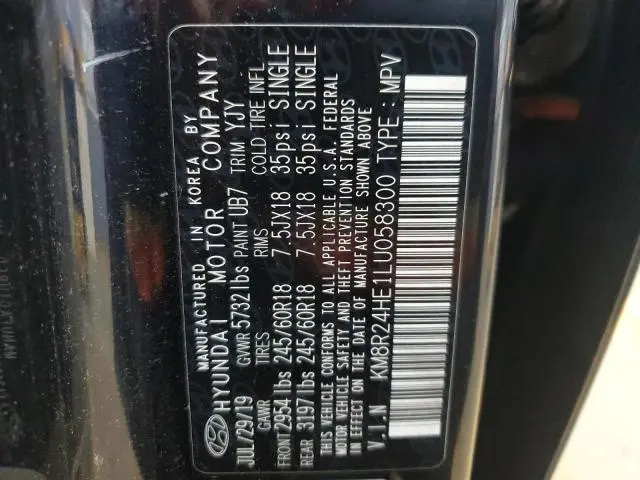 MANUFACTURED IN KOREA BY
HYUNDAI MOTOR COMPANY
JUL/29/19 GVWR 5732 lbs PAINT UB7 TRIM YJY
GAWR TIRES RIMS COLD TIRE INFL
FRONT 2954 lbs 245/60R18 7.5JX18 35psi SINGLE
REAR 3197 lbs 245/60R18 7.5JX18 35psi SINGLE
THIS VEHICLE CONFORMS TO ALL APPLICABLE U.S.A. FEDERAL
MOTOR VEHICLE SAFETY AND THEFT PREVENTION STANDARDS
IN EFFECT ON THE DATE OF MANUFACTURE SHOWN ABOVE
V.I.N KM8R24HE1LU058300 TYPE : MPV